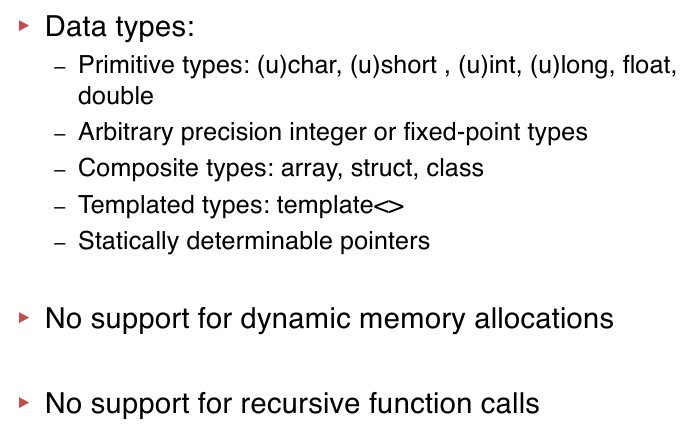 ▸ Data types:
– Primitive types: (u)char, (u)short , (u)int, (u)long, float,
double
– Arbitrary precision integer or fixed-point types
– Composite types: array, struct, class
– Templated types: template<>
– Statically determinable pointers
▸ No support for dynamic memory allocations
▸ No support for recursive function calls